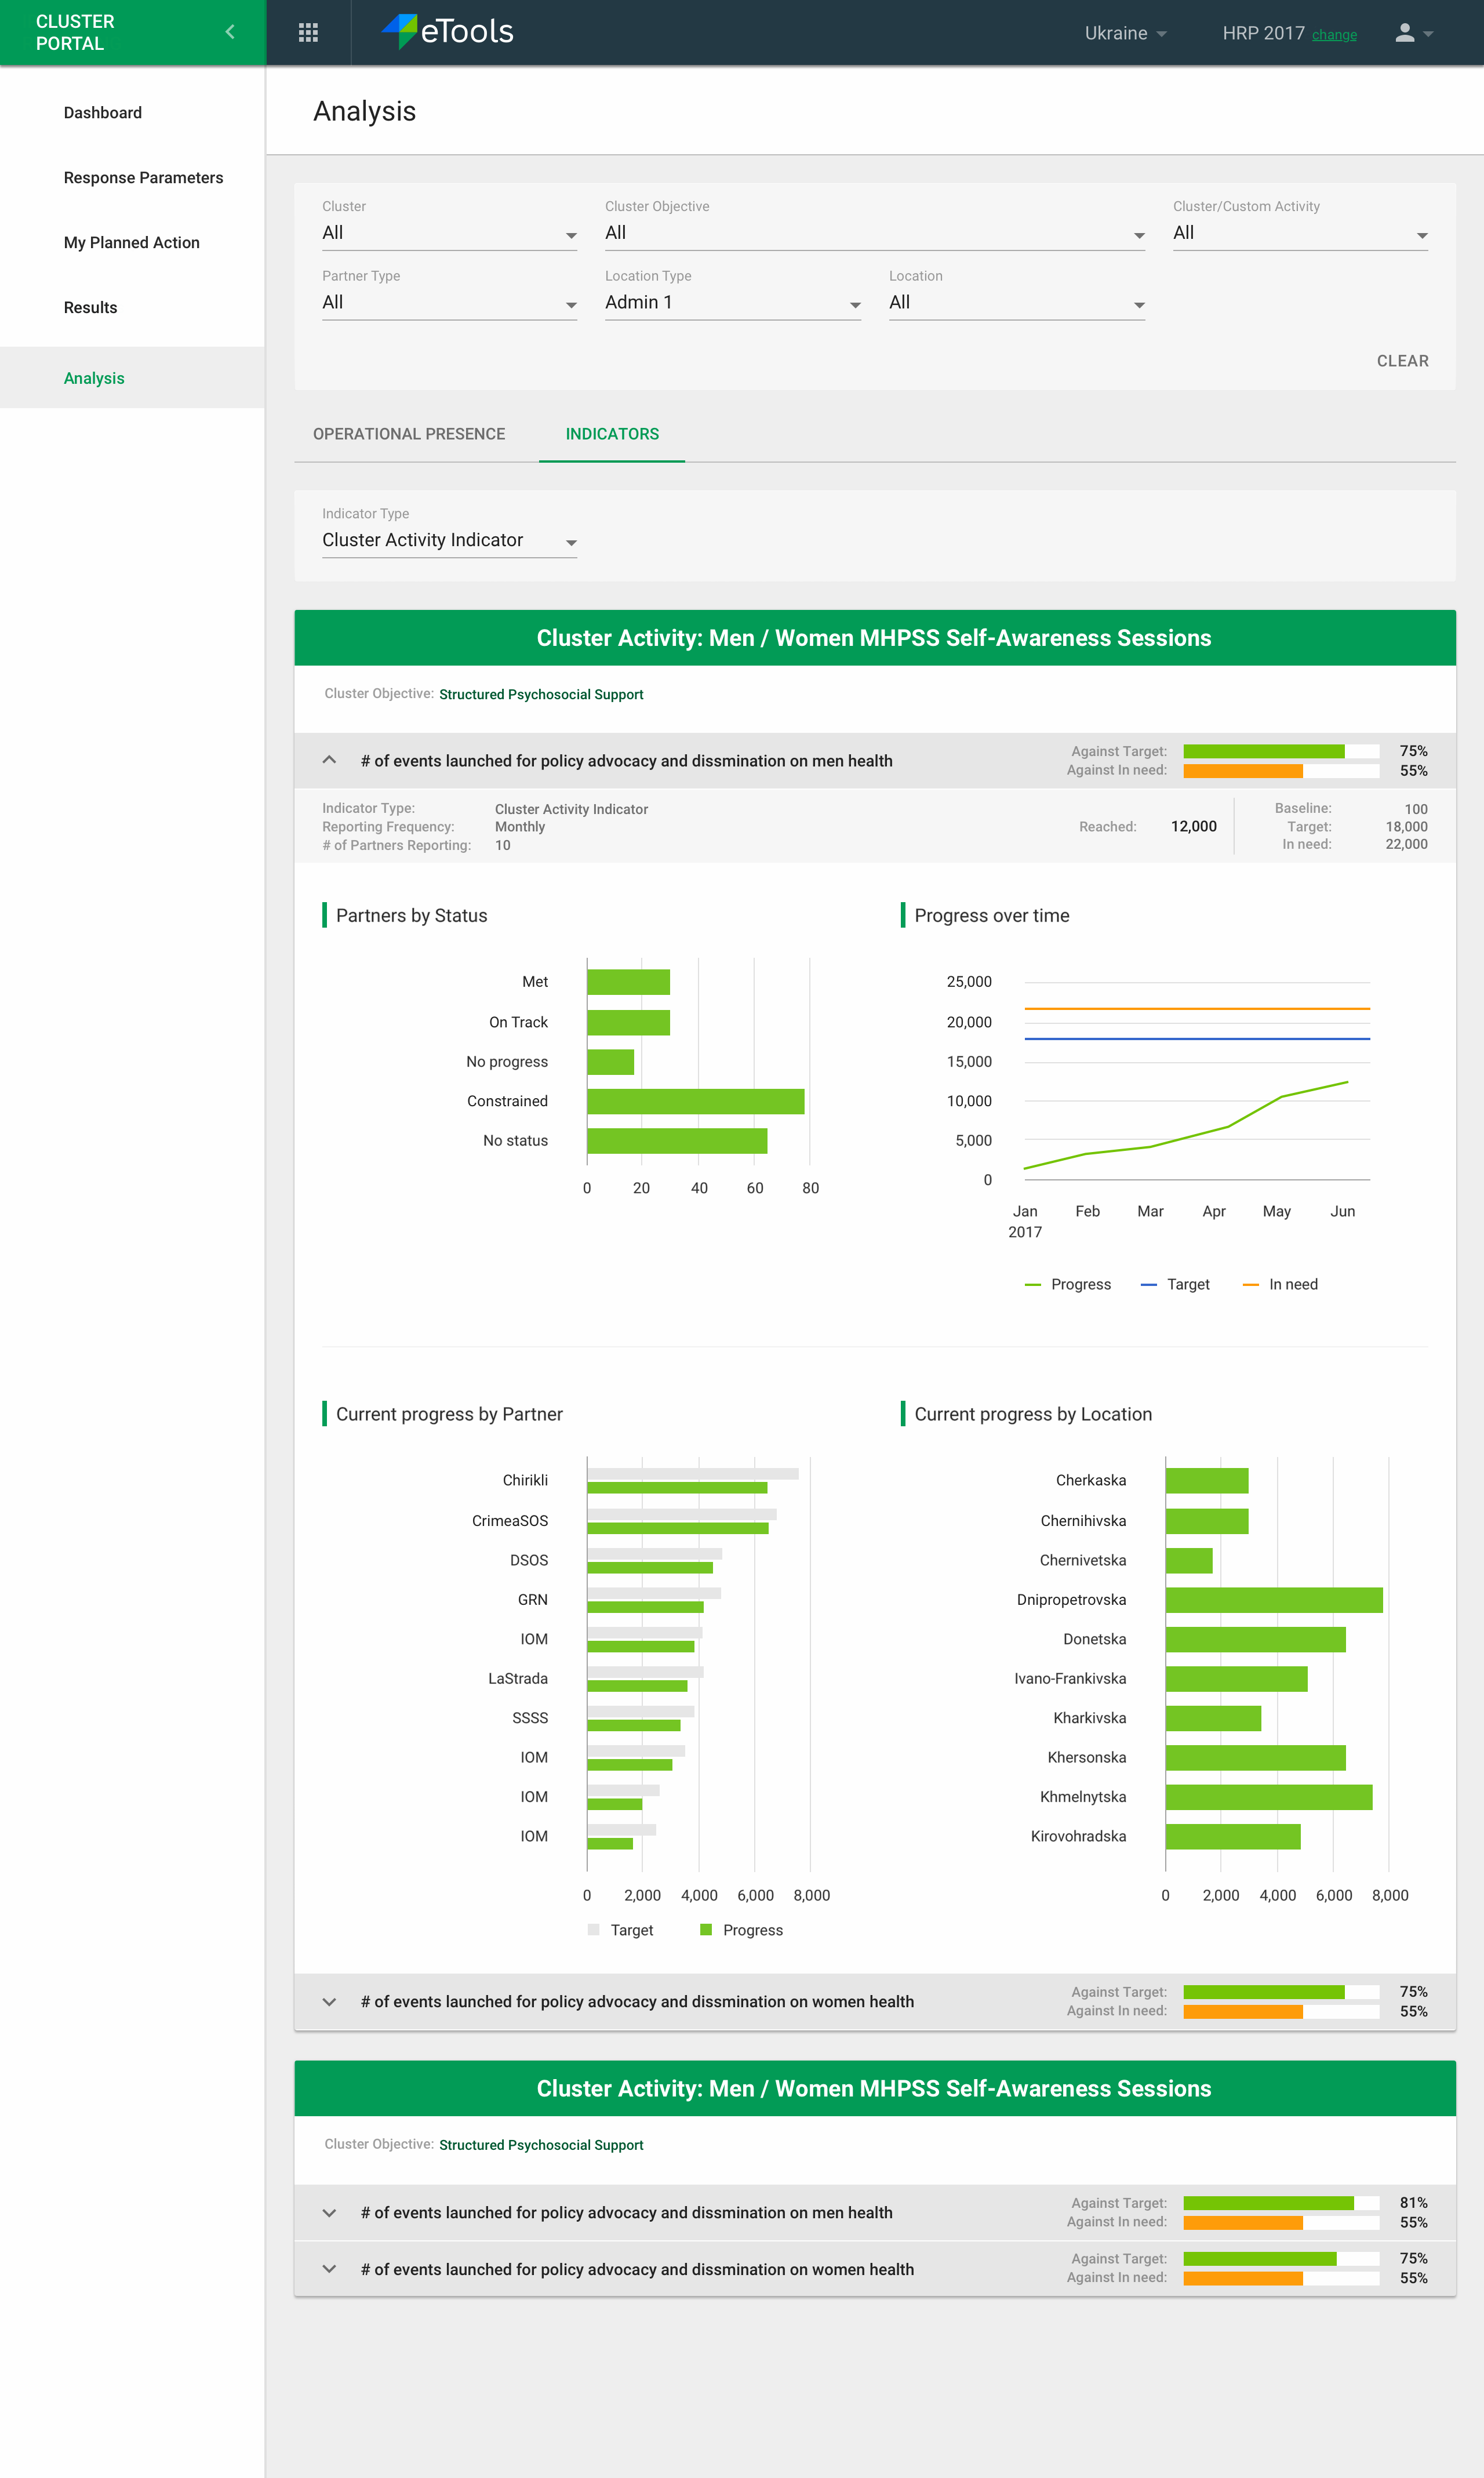 CLUSTER
PORTAL
eTools
Ukraine
HRP 2017 change
Dashboard
Response Parameters
My Planned Action
Results
Analysis
Analysis
Cluster
All
Cluster Objective
All
Cluster/Custom Activity
All
Partner Type
All
Location Type
Admin 1
Location
All
CLEAR
OPERATIONAL PRESENCE
INDICATORS
Indicator Type
Cluster Activity Indicator
Cluster Activity: Men / Women MHPSS Self-Awareness Sessions
Cluster Objective: Structured Psychosocial Support
# of events launched for policy advocacy and dissmination on men health
Against Target: 75%
Against In need: 55%
Indicator Type: Cluster Activity Indicator
Reporting Frequency: Monthly
# of Partners Reporting: 10
Reached: 12,000
Baseline: 100
Target: 18,000
In need: 22,000
Partners by Status
Met
On Track
No progress
Constrained
No status
0 20 40 60 80
Progress over time
25,000
20,000
15,000
10,000
5,000
0
Jan Feb Mar Apr May Jun
2017
Progress Target In need
Current progress by Partner
Chirikli
CrimeaSOS
DSOS
GRN
IOM
LaStrada
SSSS
IOM
IOM
IOM
0 2,000 4,000 6,000 8,000
Target Progress
Current progress by Location
Cherkaska
Chernihivska
Chernivetska
Dnipropetrovska
Donetska
Ivano-Frankivska
Kharkivska
Khersonska
Khmelnytska
Kirovohradska
0 2,000 4,000 6,000 8,000
# of events launched for policy advocacy and dissmination on women health
Against Target: 75%
Against In need: 55%
Cluster Activity: Men / Women MHPSS Self-Awareness Sessions
Cluster Objective: Structured Psychosocial Support
# of events launched for policy advocacy and dissmination on men health
Against Target: 81%
Against In need: 55%
# of events launched for policy advocacy and dissmination on women health
Against Target: 75%
Against In need: 55%